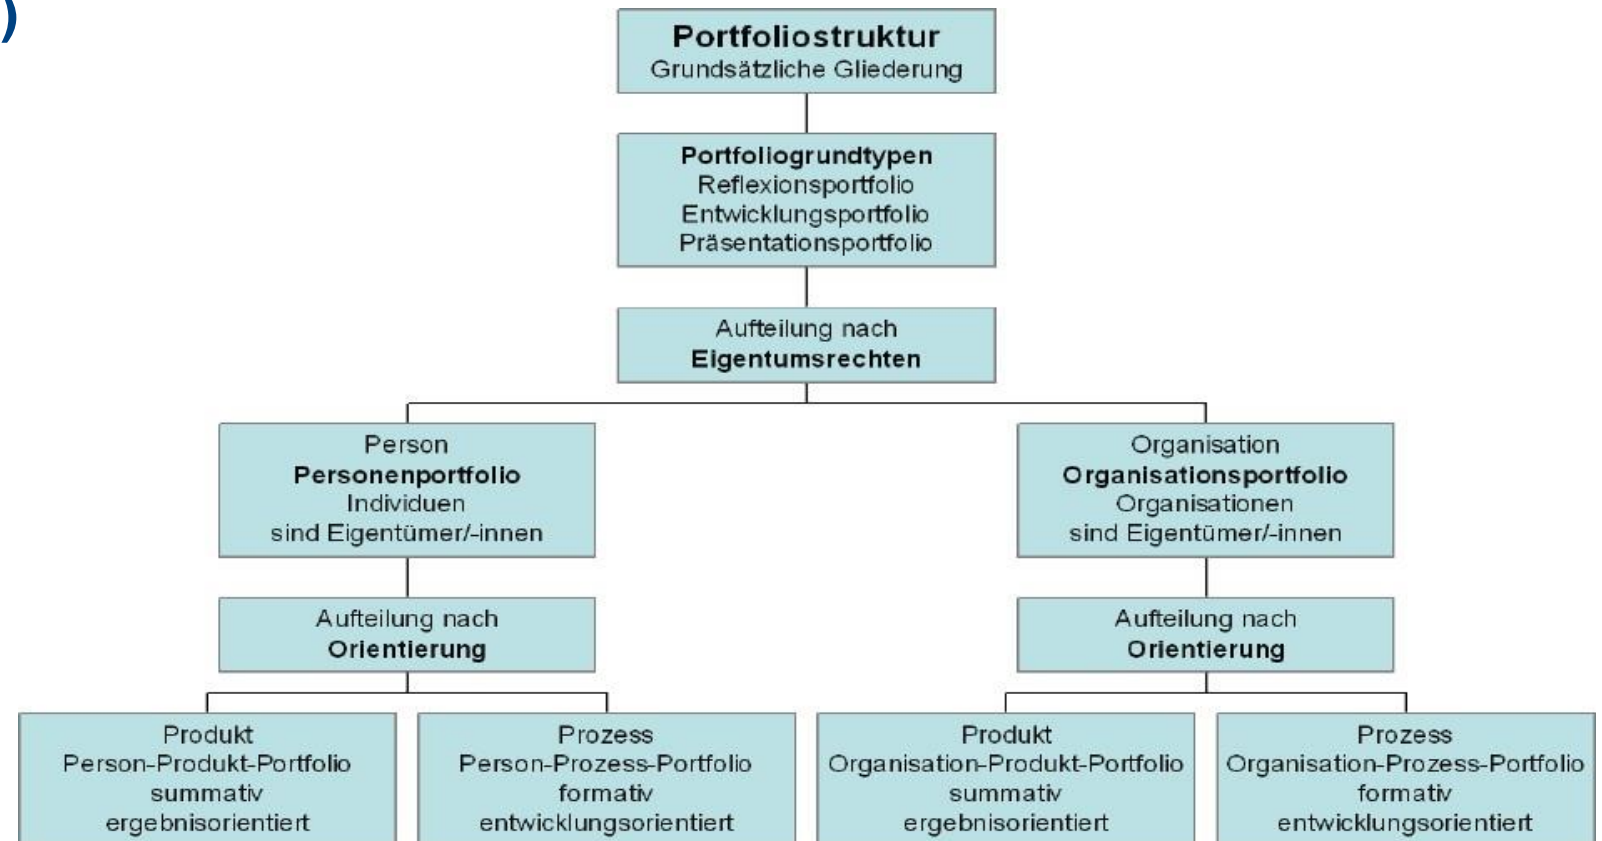 )
Portfoliostruktur
Grundsätzliche Gliederung
Portfoliogrundtypen
Reflexionsportfolio
Entwicklungsportfolio
Präsentationsportfolio
Aufteilung nach
Eigentumsrechten
Person
Personenportfolio
Individuen
sind Eigentümer/-innen
Organisation
Organisationsportfolio
Organisationen
sind Eigentümer/-innen
Aufteilung nach
Orientierung
Aufteilung nach
Orientierung
Produkt
Person-Produkt-Portfolio
summativ
ergebnisorientiert
Prozess
Person-Prozess-Portfolio
formativ
entwicklungsorientiert
Produkt
Organisation-Produkt-Portfolio
summativ
ergebnisorientiert
Prozess
Organisation-Prozess-Portfolio
formativ
entwicklungsorientiert